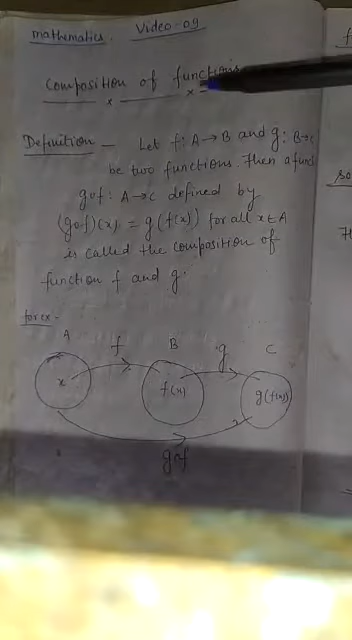 mathematics. Video-09
Composition of functions
Definition — Let f: A→B and g: B→C
be two functions. Then a func
gof: A→C defined by
(gof)(x) = g(f(x)) for all x∈A
is called the composition of
function f and g.
for ex -
A B C
f g
x f(x) g(f(x))
gof